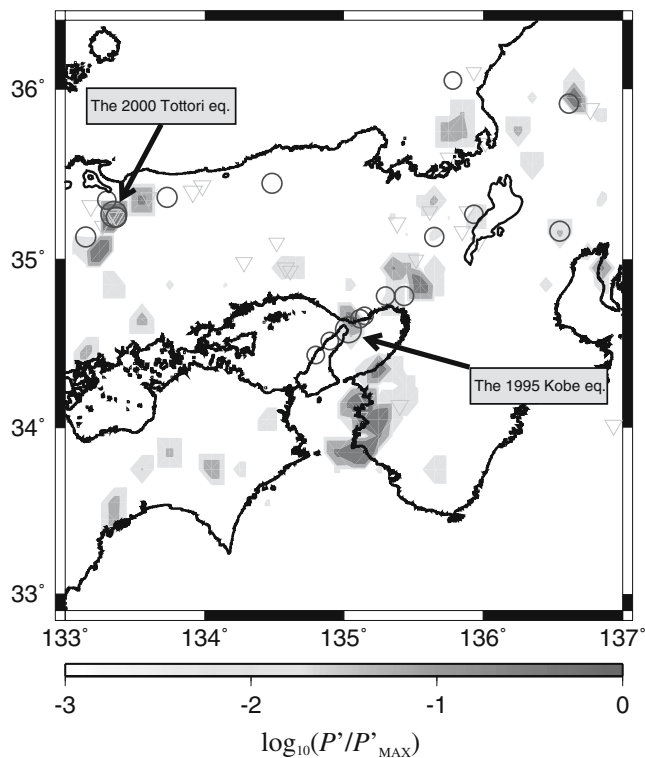 36°
The 2000 Tottori eq.
35°
The 1995 Kobe eq.
34°
33°
133° 134° 135° 136° 137°
-3 -2 -1 0
log10(P'/P'MAX)